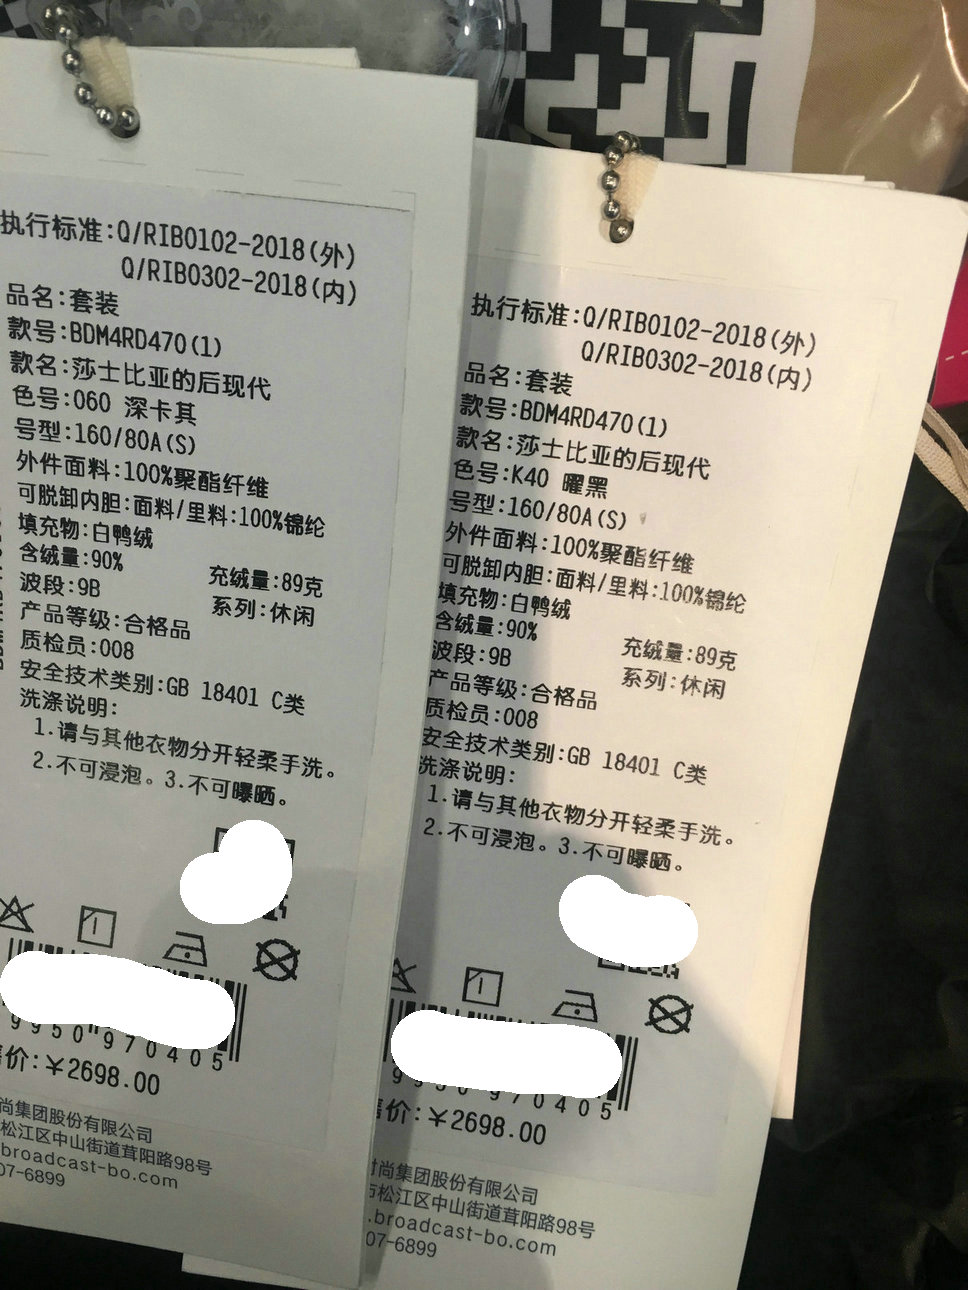 执行标准:Q/RIB0102-2018(外)
Q/RIB0302-2018(内)
品名:套装
款号:BDM4RD470(1)
款名:莎士比亚的后现代
色号:060 深卡其
号型:160/80A(S)
外件面料:100%聚酯纤维
可脱卸内胆:面料/里料:100%锦纶
填充物:白鸭绒
含绒量:90% 充绒量:89克
波段:9B 系列:休闲
产品等级:合格品
质检员:008
安全技术类别:GB 18401 C类
洗涤说明:
1.请与其他衣物分开轻柔手洗。
2.不可浸泡。3.不可曝晒。
9950970405
售价:¥2698.00
尚集团股份有限公司
松江区中山街道茸阳路98号
broadcast-bo.com
07-6899
执行标准:Q/RIB0102-2018(外)
Q/RIB0302-2018(内)
品名:套装
款号:BDM4RD470(1)
款名:莎士比亚的后现代
色号:K40 曜黑
号型:160/80A(S)
外件面料:100%聚酯纤维
可脱卸内胆:面料/里料:100%锦纶
填充物:白鸭绒
含绒量:90% 充绒量:89克
波段:9B 系列:休闲
产品等级:合格品
质检员:008
安全技术类别:GB 18401 C类
洗涤说明:
1.请与其他衣物分开轻柔手洗。
2.不可浸泡。3.不可曝晒。
970405
售价:¥2698.00
时尚集团股份有限公司
市松江区中山街道茸阳路98号
.broadcast-bo.com
07-6899